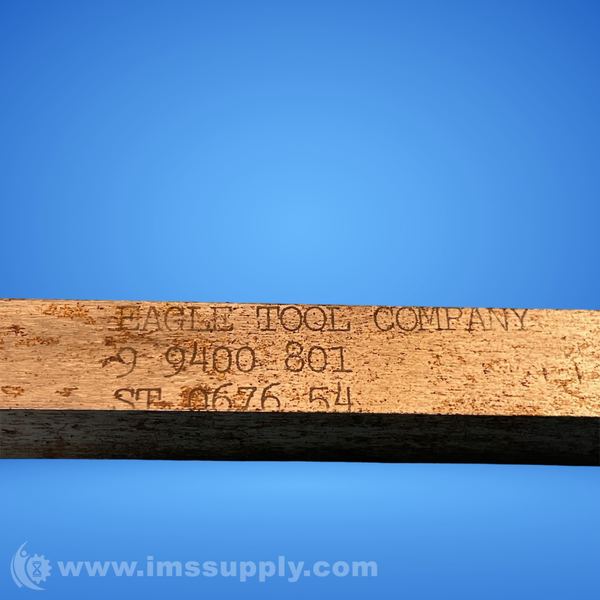 EAGLE TOOL COMPANY
9 9400 801
ST 0676 54
www.imssupply.com